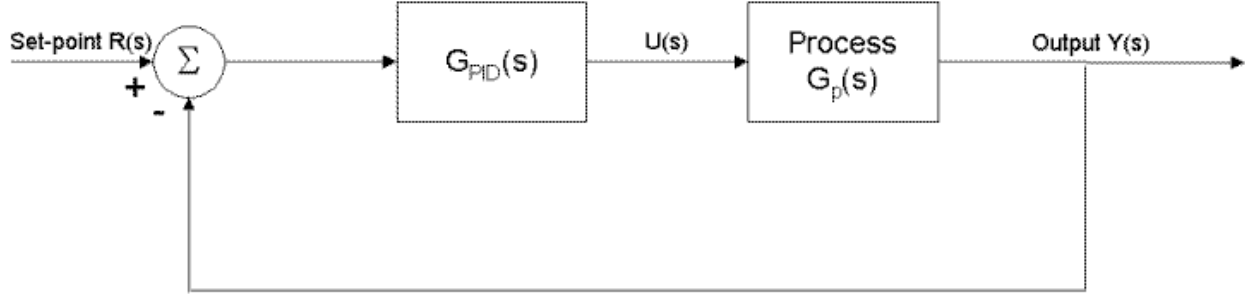 Set-point R(s)
+
-
Σ
G_PID(s)
U(s)
Process
G_p(s)
Output Y(s)